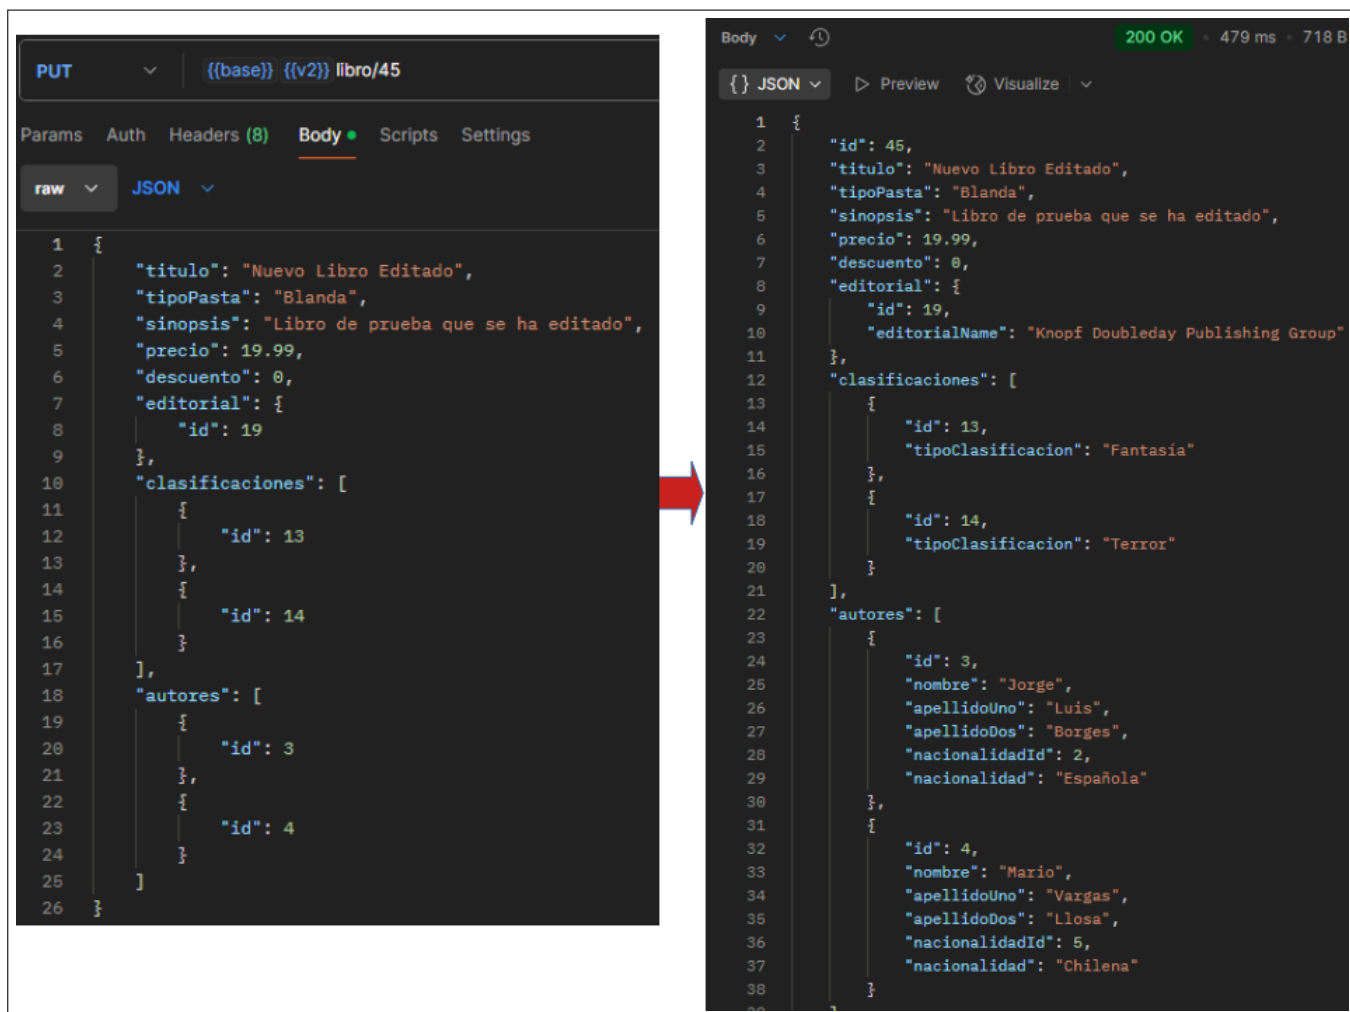 PUT {{base}} {{v2}} libro/45
Params Auth Headers (8) Body Scripts Settings
raw JSON
1 {
2 "titulo": "Nuevo Libro Editado",
3 "tipoPasta": "Blanda",
4 "sinopsis": "Libro de prueba que se ha editado",
5 "precio": 19.99,
6 "descuento": 0,
7 "editorial": {
8 "id": 19
9 },
10 "clasificaciones": [
11 {
12 "id": 13
13 },
14 {
15 "id": 14
16 }
17 ],
18 "autores": [
19 {
20 "id": 3
21 },
22 {
23 "id": 4
24 }
25 ]
26 }
Body 200 OK • 479 ms • 718 B
{} JSON Preview Visualize
1 {
2 "id": 45,
3 "titulo": "Nuevo Libro Editado",
4 "tipoPasta": "Blanda",
5 "sinopsis": "Libro de prueba que se ha editado",
6 "precio": 19.99,
7 "descuento": 0,
8 "editorial": {
9 "id": 19,
10 "editorialName": "Knopf Doubleday Publishing Group"
11 },
12 "clasificaciones": [
13 {
14 "id": 13,
15 "tipoClasificacion": "Fantasía"
16 },
17 {
18 "id": 14,
19 "tipoClasificacion": "Terror"
20 }
21 ],
22 "autores": [
23 {
24 "id": 3,
25 "nombre": "Jorge",
26 "apellidoUno": "Luis",
27 "apellidoDos": "Borges",
28 "nacionalidadId": 2,
29 "nacionalidad": "Española"
30 },
31 {
32 "id": 4,
33 "nombre": "Mario",
34 "apellidoUno": "Vargas",
35 "apellidoDos": "Llosa",
36 "nacionalidadId": 5,
37 "nacionalidad": "Chilena"
38 }